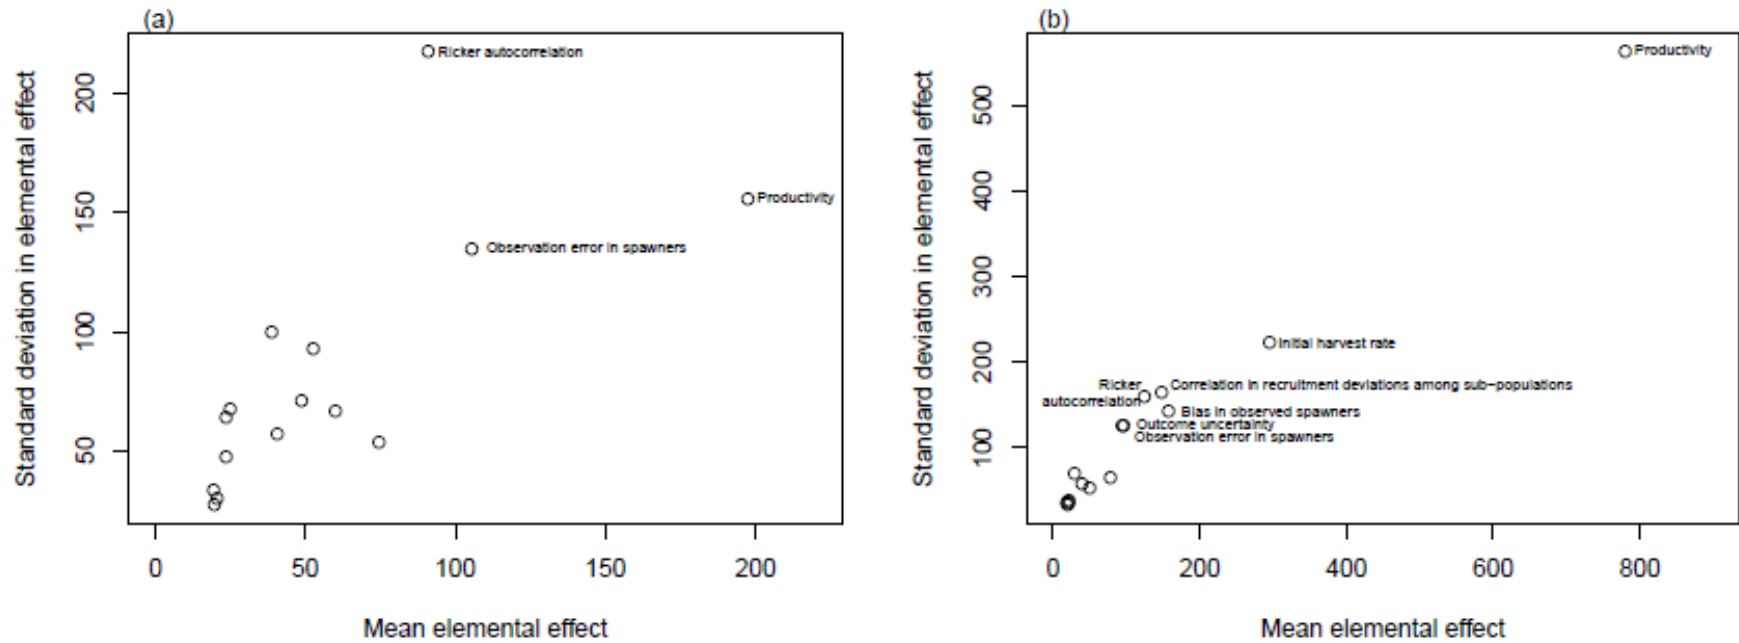 (a)
Ricker autocorrelation
Productivity
Observation error in spawners
Standard deviation in elemental effect
200
150
100
50
0
50
100
150
200
Mean elemental effect
(b)
Productivity
Initial harvest rate
Ricker
autocorrelation
Correlation in recruitment deviations among sub-populations
Bias in observed spawners
Outcome uncertainty
Observation error in spawners
Standard deviation in elemental effect
500
400
300
200
100
0
200
400
600
800
Mean elemental effect